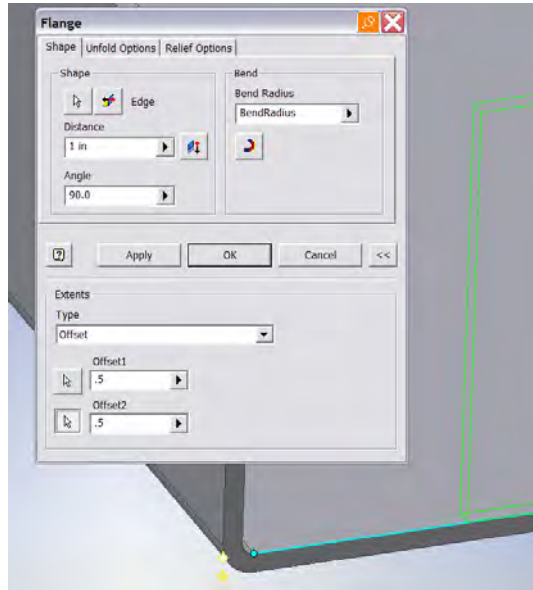 Flange
Shape Unfold Options Relief Options
Shape
Edge
Distance
1 in
Angle
90.0
Bend
Bend Radius
BendRadius
? Apply OK Cancel <<
Extents
Type
Offset
Offset1
.5
Offset2
.5